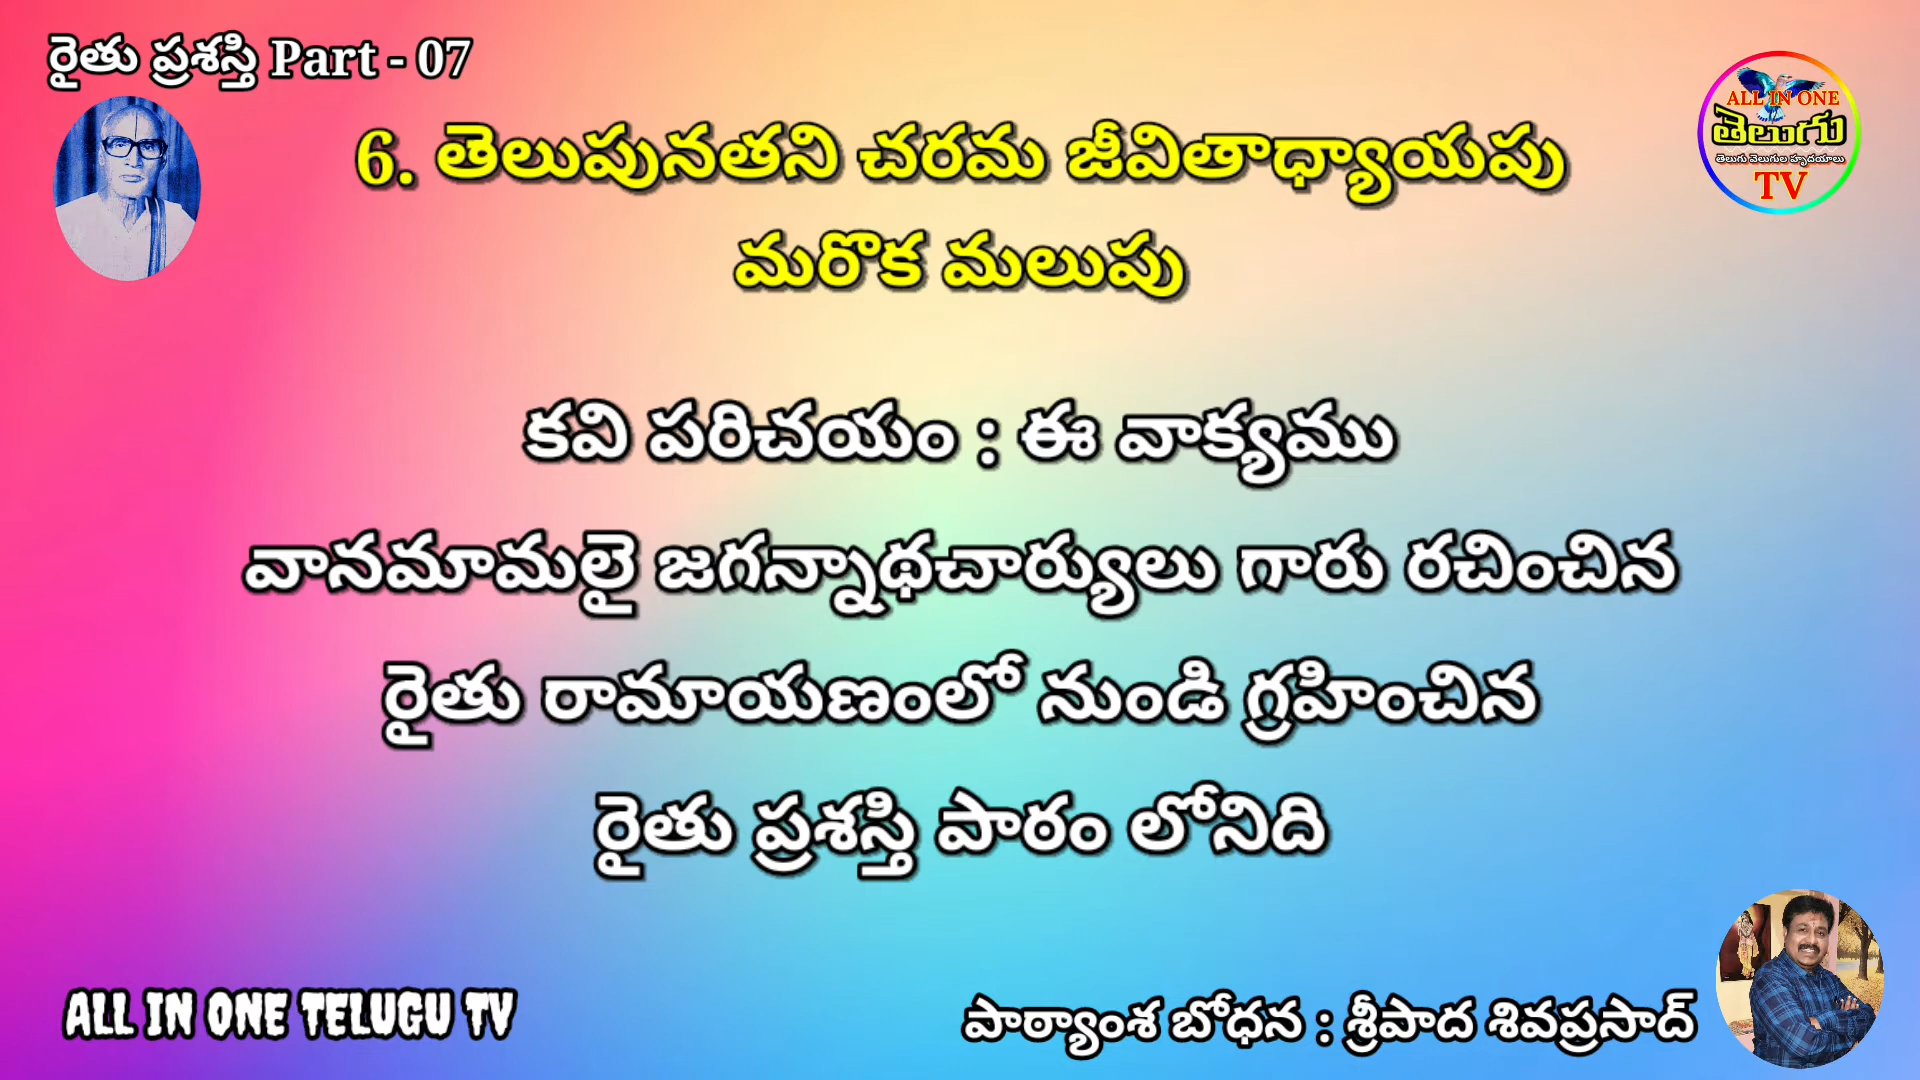 రైతు ప్రశస్తి Part - 07
ALL IN ONE
తెలుగు
తెలుగు వెలుగుల హృదయాలు
TV
6. తెలుపునతని చరమ జీవితాధ్యాయపు
మరొక మలుపు
కవి పరిచయం : ఈ వాక్యము
వానమామలై జగన్నాథచార్యులు గారు రచించిన
రైతు రామాయణంలో నుండి గ్రహించిన
రైతు ప్రశస్తి పాఠం లోనిది
ALL IN ONE TELUGU TV
పాఠ్యాంశ బోధన : శ్రీపాద శివప్రసాద్